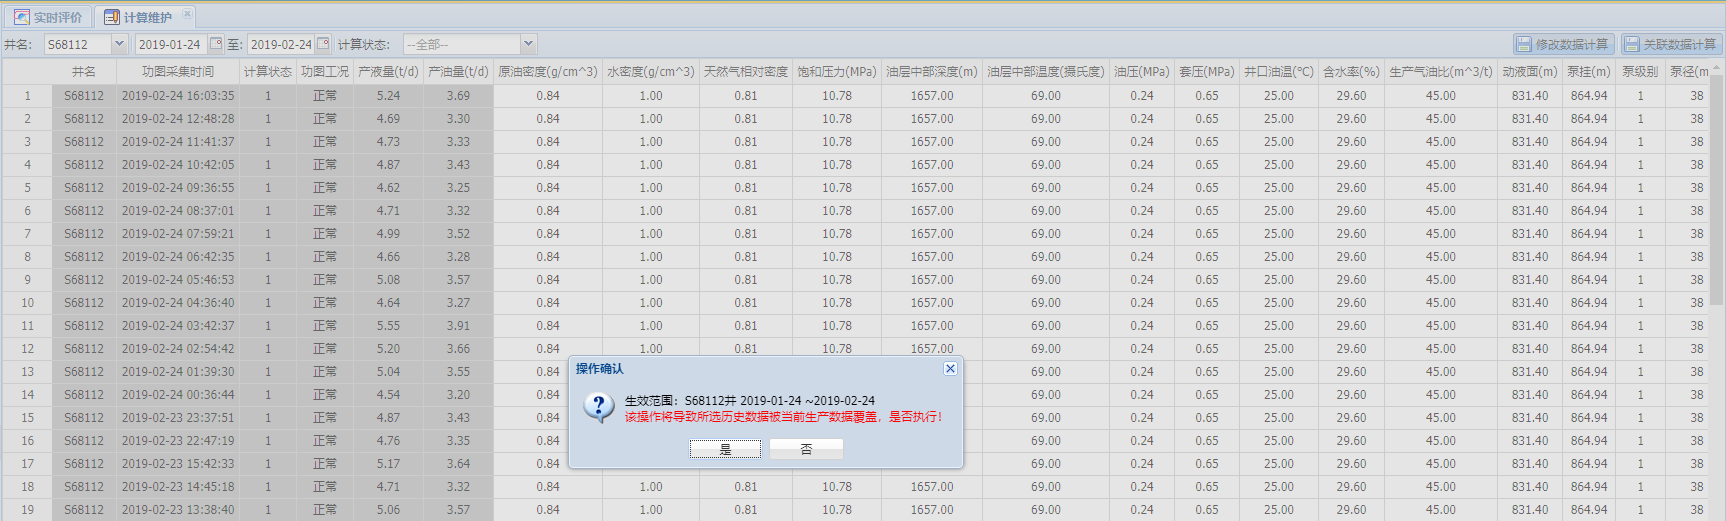 实时评价 计算维护
井名: S68112 2019-01-24 至: 2019-02-24 计算状态: --全部-- 修改数据计算 关联数据计算
井名 功图采集时间 计算状态 功图工况 产液量(t/d) 产油量(t/d) 原油密度(g/cm^3) 水密度(g/cm^3) 天然气相对密度 饱和压力(MPa) 油层中部深度(m) 油层中部温度(摄氏度) 油压(MPa) 套压(MPa) 井口油温(℃) 含水率(%) 生产气油比(m^3/t) 动液面(m) 泵挂(m) 泵级别 泵径(m
1 S68112 2019-02-24 16:03:35 1 正常 5.24 3.69 0.84 1.00 0.81 10.78 1657.00 69.00 0.24 0.65 25.00 29.60 45.00 831.40 864.94 1 38
2 S68112 2019-02-24 12:48:28 1 正常 4.69 3.30 0.84 1.00 0.81 10.78 1657.00 69.00 0.24 0.65 25.00 29.60 45.00 831.40 864.94 1 38
3 S68112 2019-02-24 11:41:37 1 正常 4.73 3.33 0.84 1.00 0.81 10.78 1657.00 69.00 0.24 0.65 25.00 29.60 45.00 831.40 864.94 1 38
4 S68112 2019-02-24 10:42:05 1 正常 4.87 3.43 0.84 1.00 0.81 10.78 1657.00 69.00 0.24 0.65 25.00 29.60 45.00 831.40 864.94 1 38
5 S68112 2019-02-24 09:36:55 1 正常 4.62 3.25 0.84 1.00 0.81 10.78 1657.00 69.00 0.24 0.65 25.00 29.60 45.00 831.40 864.94 1 38
6 S68112 2019-02-24 08:37:01 1 正常 4.71 3.32 0.84 1.00 0.81 10.78 1657.00 69.00 0.24 0.65 25.00 29.60 45.00 831.40 864.94 1 38
7 S68112 2019-02-24 07:59:21 1 正常 4.99 3.52 0.84 1.00 0.81 10.78 1657.00 69.00 0.24 0.65 25.00 29.60 45.00 831.40 864.94 1 38
8 S68112 2019-02-24 06:42:35 1 正常 4.66 3.28 0.84 1.00 0.81 10.78 1657.00 69.00 0.24 0.65 25.00 29.60 45.00 831.40 864.94 1 38
9 S68112 2019-02-24 05:46:53 1 正常 5.08 3.57 0.84 1.00 0.81 10.78 1657.00 69.00 0.24 0.65 25.00 29.60 45.00 831.40 864.94 1 38
10 S68112 2019-02-24 04:36:40 1 正常 4.64 3.27 0.84 1.00 0.81 10.78 1657.00 69.00 0.24 0.65 25.00 29.60 45.00 831.40 864.94 1 38
11 S68112 2019-02-24 03:42:37 1 正常 5.55 3.91 0.84 1.00 0.81 10.78 1657.00 69.00 0.24 0.65 25.00 29.60 45.00 831.40 864.94 1 38
12 S68112 2019-02-24 02:54:42 1 正常 5.20 3.66 0.84 1.00 0.81 10.78 1657.00 69.00 0.24 0.65 25.00 29.60 45.00 831.40 864.94 1 38
13 S68112 2019-02-24 01:39:30 1 正常 5.04 3.55 0.84 69.00 0.24 0.65 25.00 29.60 45.00 831.40 864.94 1 38
14 S68112 2019-02-24 00:36:44 1 正常 4.54 3.20 0.84 69.00 0.24 0.65 25.00 29.60 45.00 831.40 864.94 1 38
15 S68112 2019-02-23 23:37:51 1 正常 4.87 3.43 0.84 69.00 0.24 0.65 25.00 29.60 45.00 831.40 864.94 1 38
16 S68112 2019-02-23 22:47:19 1 正常 4.76 3.35 0.84 69.00 0.24 0.65 25.00 29.60 45.00 831.40 864.94 1 38
17 S68112 2019-02-23 15:42:33 1 正常 5.17 3.64 0.84 69.00 0.24 0.65 25.00 29.60 45.00 831.40 864.94 1 38
18 S68112 2019-02-23 14:45:18 1 正常 4.71 3.32 0.84 1.00 0.81 10.78 1657.00 69.00 0.24 0.65 25.00 29.60 45.00 831.40 864.94 1 38
19 S68112 2019-02-23 13:38:40 1 正常 5.06 3.57 0.84 1.00 0.81 10.78 1657.00 69.00 0.24 0.65 25.00 29.60 45.00 831.40 864.94 1 38
操作确认
生效范围：S68112井 2019-01-24 ~2019-02-24
该操作将导致所选历史数据被当前生产数据覆盖，是否执行！
是 否